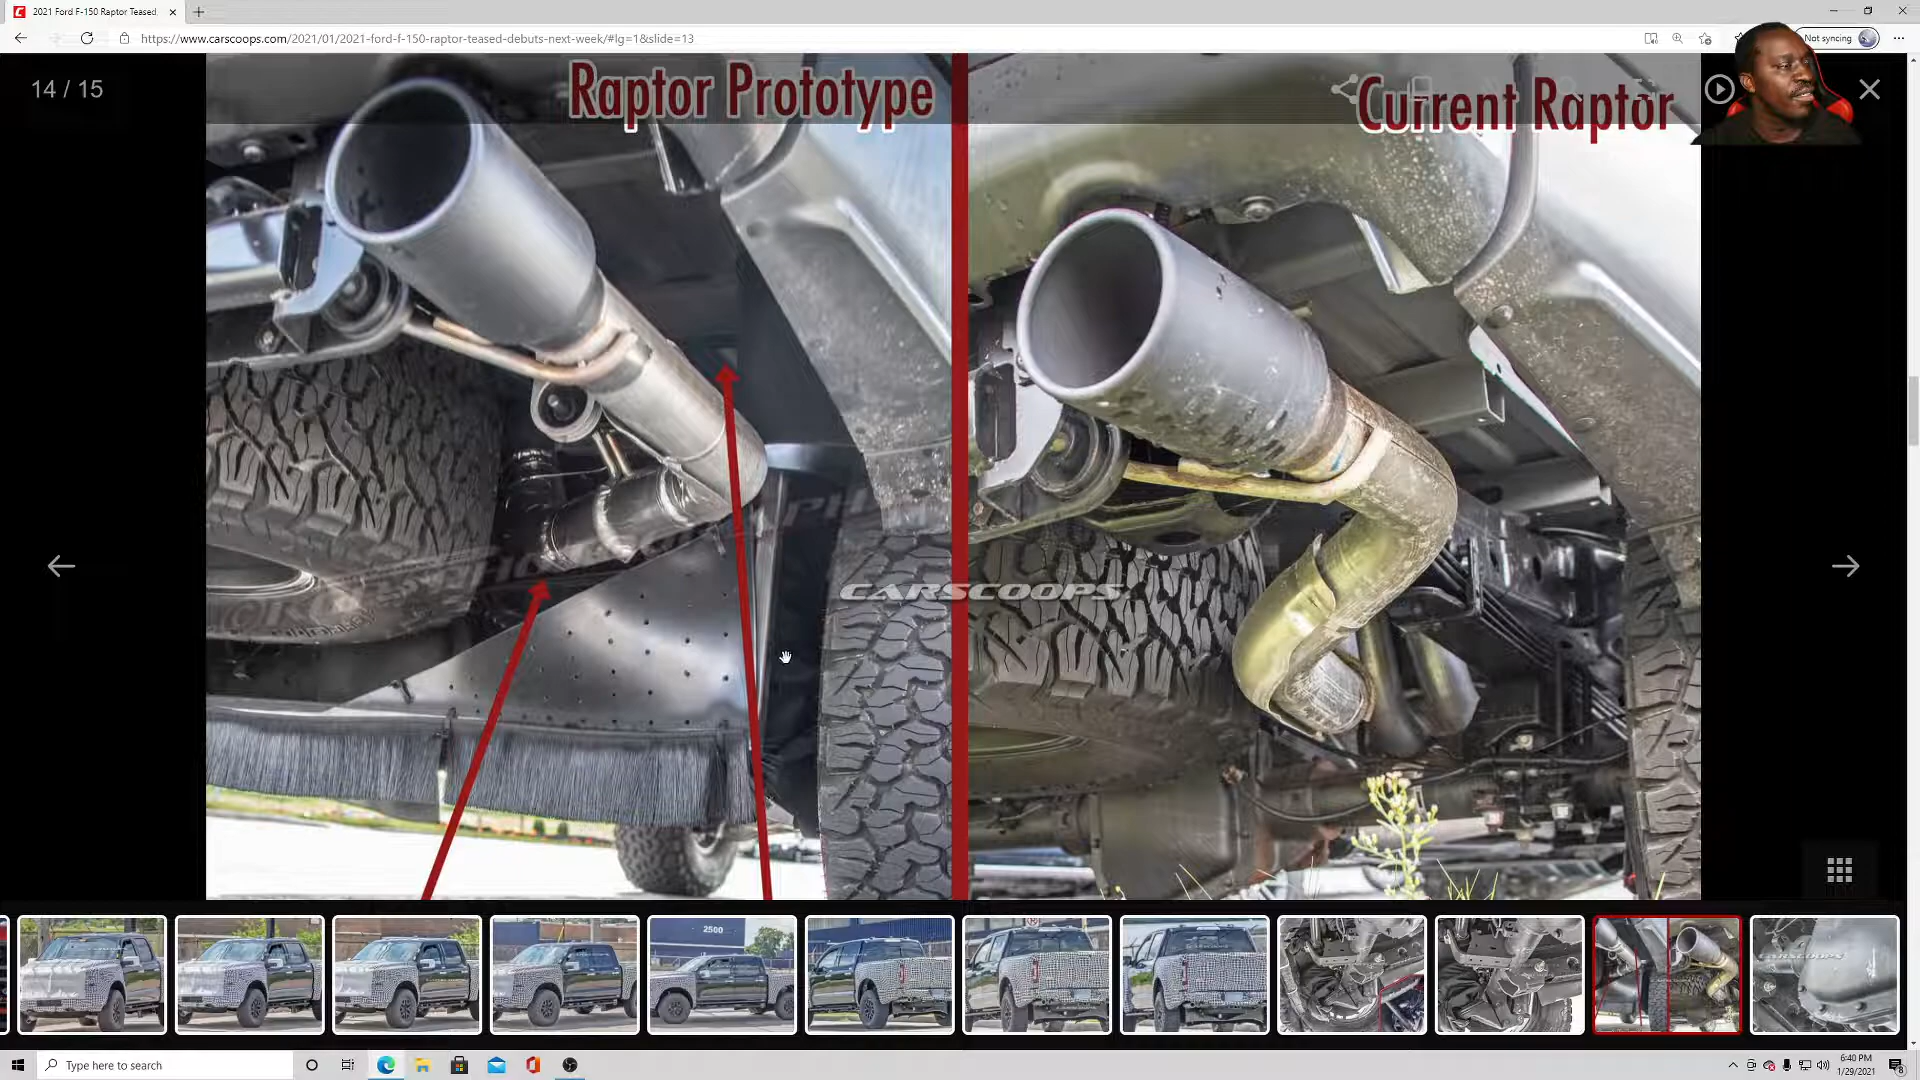 2021 Ford F-150 Raptor Teased,
https://www.carscoops.com/2021/01/2021-ford-f-150-raptor-teased-debuts-next-week/#lg=1&slide=13
Not syncing
14 / 15
Raptor Prototype
Current Raptor
CARSCOOPS
2500
CARSCOOPS
Type here to search
6:40 PM
1/29/2021